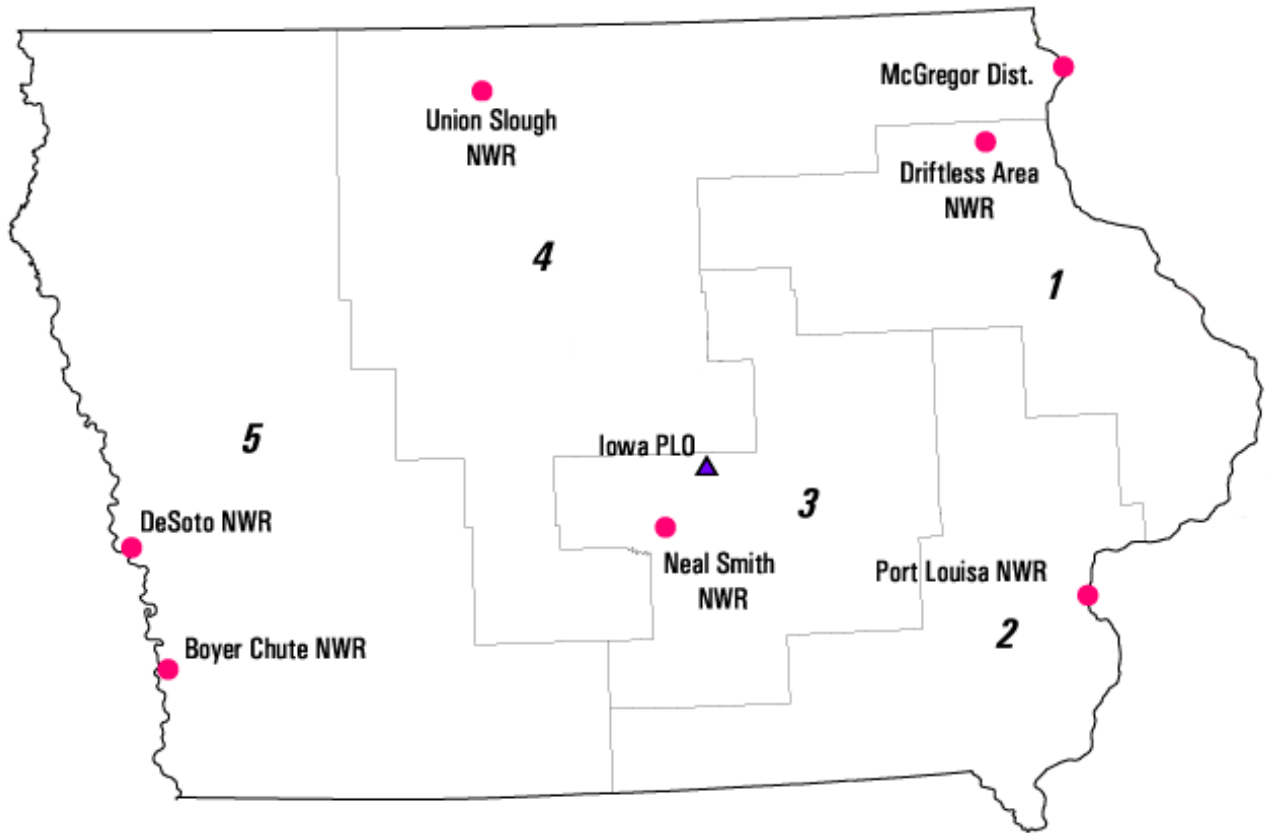 McGregor Dist.
Union Slough
NWR
Driftless Area
NWR
4
1
5
Iowa PLO
3
DeSoto NWR
Neal Smith
NWR
Port Louisa NWR
2
Boyer Chute NWR